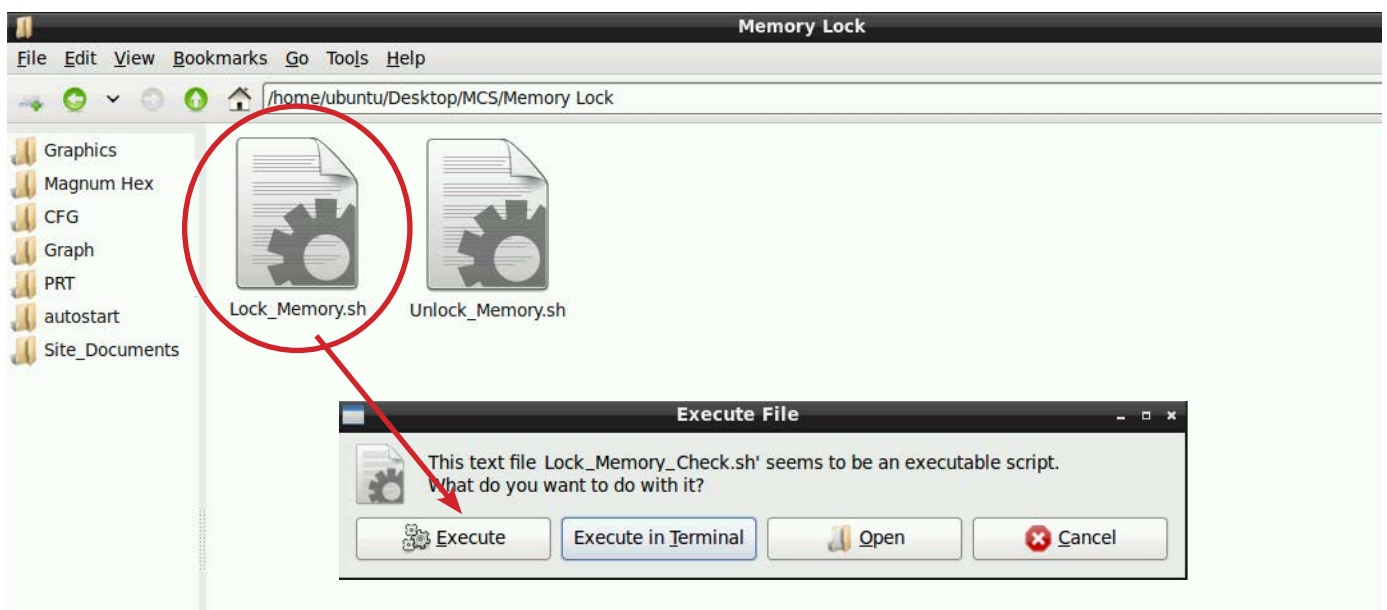 Memory Lock
File Edit View Bookmarks Go Tools Help
/home/ubuntu/Desktop/MCS/Memory Lock
Graphics
Magnum Hex
CFG
Graph
PRT
autostart
Site_Documents
Lock_Memory.sh
Unlock_Memory.sh
Execute File
This text file Lock_Memory_Check.sh' seems to be an executable script.
What do you want to do with it?
Execute
Execute in Terminal
Open
Cancel